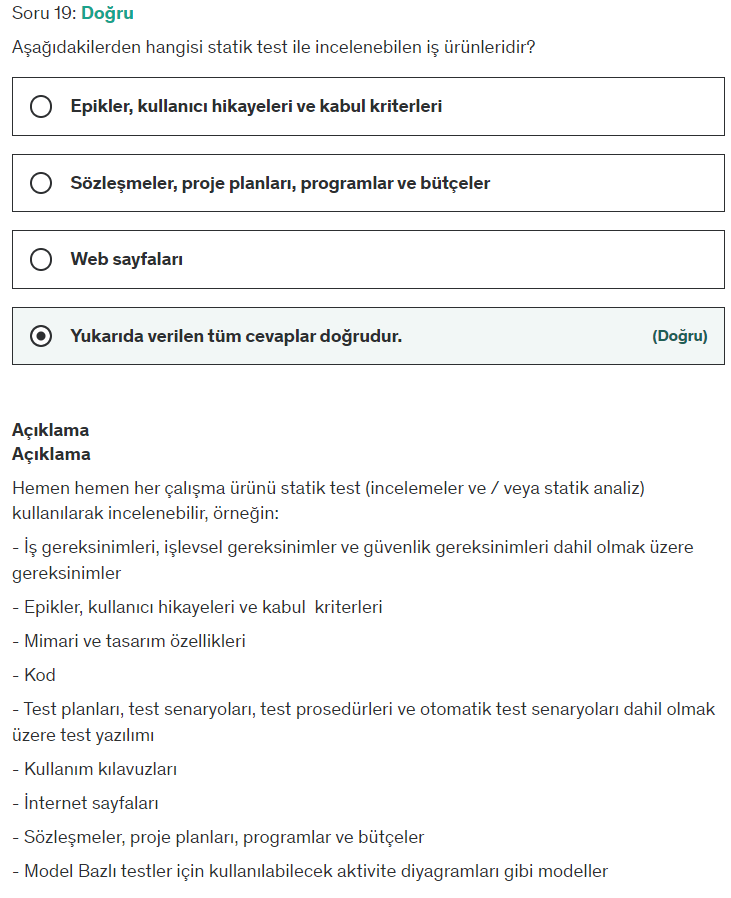 Soru 19: Doğru
Aşağıdakilerden hangisi statik test ile incelenebilen iş ürünleridir?
Epikler, kullanıcı hikayeleri ve kabul kriterleri
Sözleşmeler, proje planları, programlar ve bütçeler
Web sayfaları
Yukarıda verilen tüm cevaplar doğrudur. (Doğru)
Açıklama
Açıklama
Hemen hemen her çalışma ürünü statik test (incelemeler ve / veya statik analiz)
kullanılarak incelenebilir, örneğin:
- İş gereksinimleri, işlevsel gereksinimler ve güvenlik gereksinimleri dahil olmak üzere
gereksinimler
- Epikler, kullanıcı hikayeleri ve kabul  kriterleri
- Mimari ve tasarım özellikleri
- Kod
- Test planları, test senaryoları, test prosedürleri ve otomatik test senaryoları dahil olmak
üzere test yazılımı
- Kullanım kılavuzları
- İnternet sayfaları
- Sözleşmeler, proje planları, programlar ve bütçeler
- Model Bazlı testler için kullanılabilecek aktivite diyagramları gibi modeller